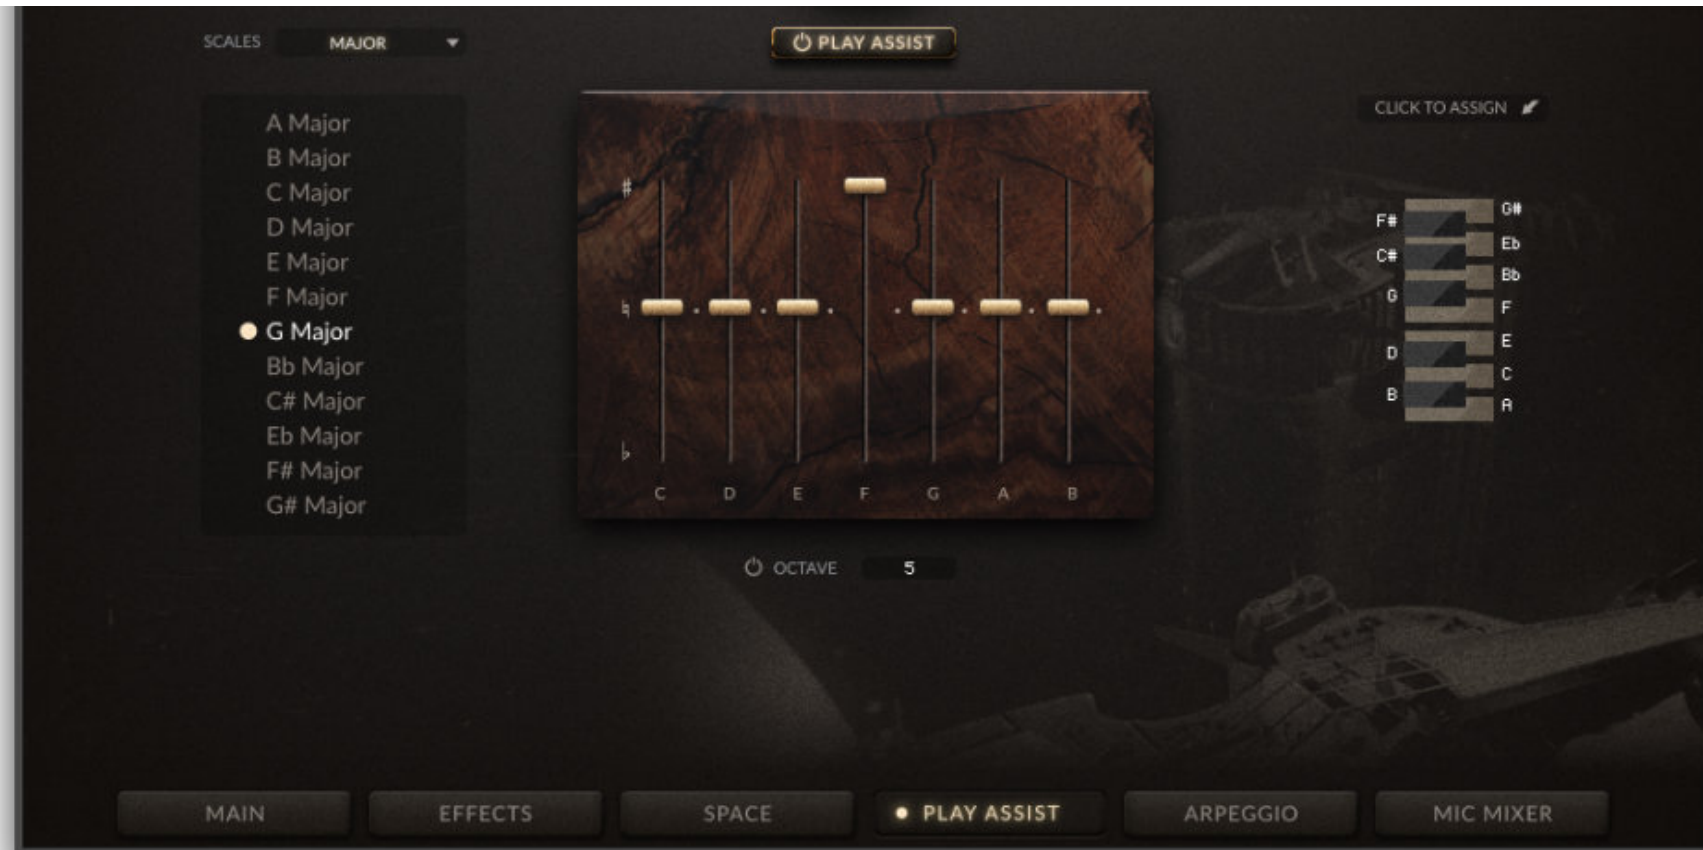 SCALES MAJOR
PLAY ASSIST
A Major
B Major
C Major
D Major
E Major
F Major
G Major
Bb Major
C# Major
Eb Major
F# Major
G# Major
♯
♮
♭
C D E F G A B
OCTAVE 5
CLICK TO ASSIGN
G#
F#
Eb
C#
Bb
G
F
E
D
C
B
A
MAIN EFFECTS SPACE PLAY ASSIST ARPEGGIO MIC MIXER